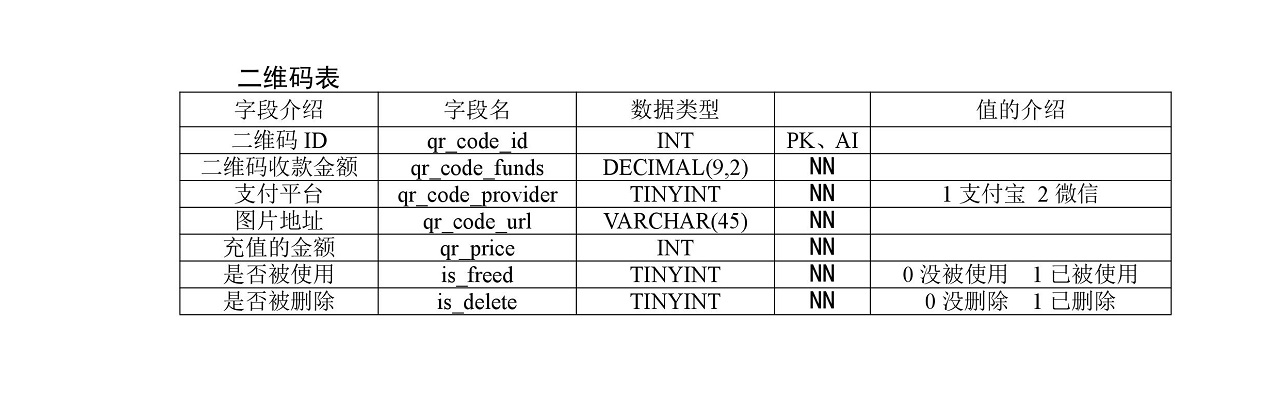 二维码表
字段介绍 字段名 数据类型 值的介绍
二维码 ID qr_code_id INT PK、AI
二维码收款金额 qr_code_funds DECIMAL(9,2) NN
支付平台 qr_code_provider TINYINT NN 1 支付宝 2 微信
图片地址 qr_code_url VARCHAR(45) NN
充值的金额 qr_price INT NN
是否被使用 is_freed TINYINT NN 0 没被使用 1 已被使用
是否被删除 is_delete TINYINT NN 0 没删除 1 已删除